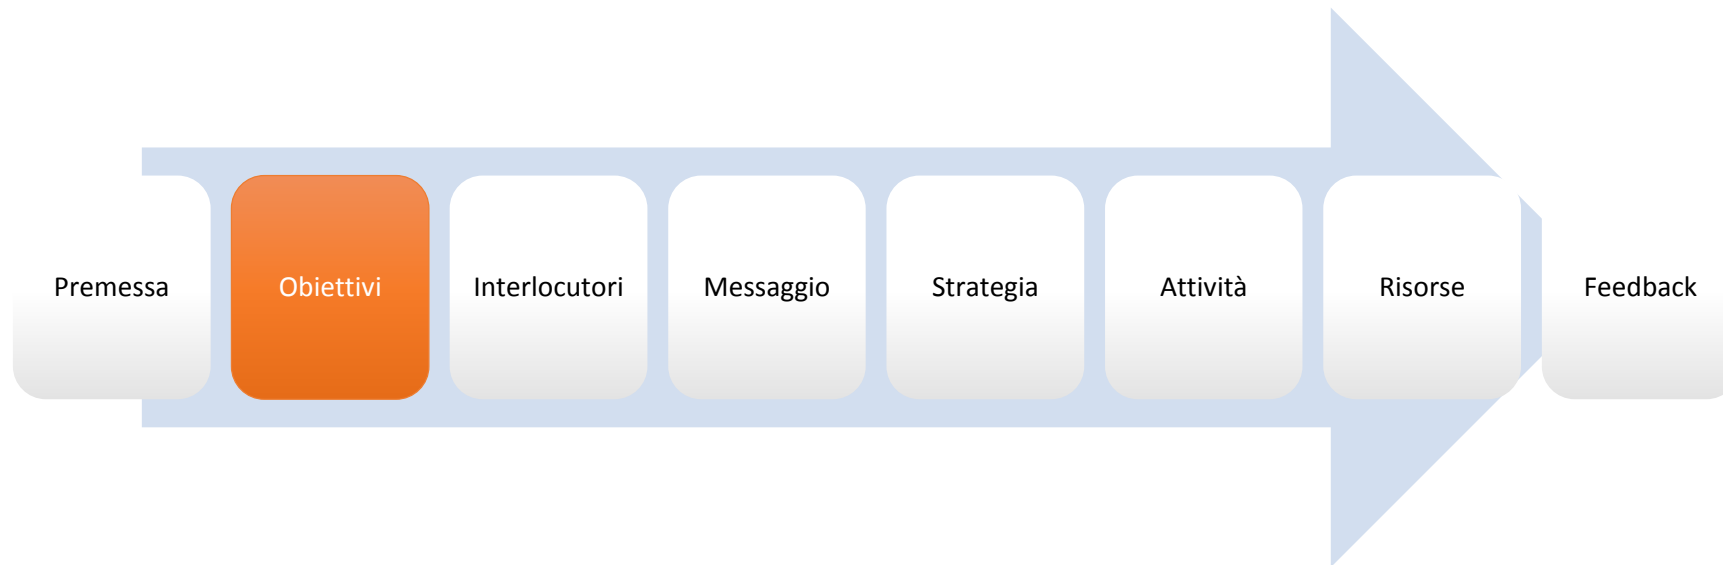 Premessa
Obiettivi
Interlocutori
Messaggio
Strategia
Attività
Risorse
Feedback